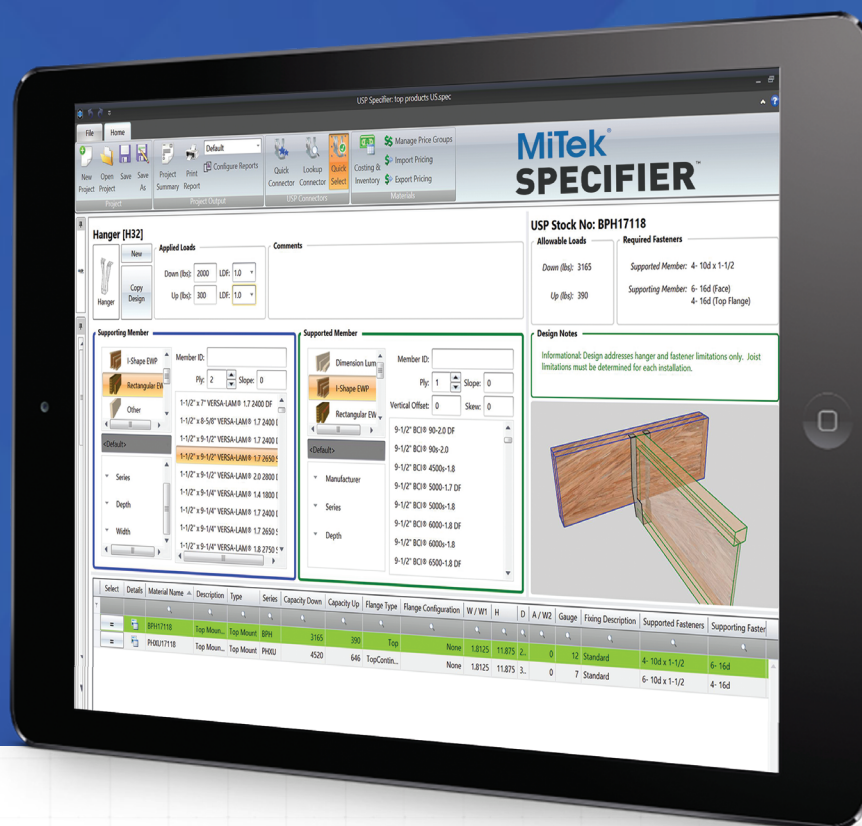 USP Specifier: top products US.spec
File Home
New Project
Open Project
Save
Save As
Project
Project Summary
Print Report
Default
Configure Reports
Project Output
Quick Connector
Lookup Connector
Quick Select
USP Connectors
Costing & Inventory
Manage Price Groups
Import Pricing
Export Pricing
Materials
MiTek®
SPECIFIER™
Hanger [H32]
Hanger
New
Copy Design
Applied Loads
Down (lbs): 2000 LDF: 1.0
Up (lbs): 300 LDF: 1.0
Comments
USP Stock No: BPH17118
Allowable Loads
Down (lbs): 3165
Up (lbs): 390
Required Fasteners
Supported Member: 4- 10d x 1-1/2
Supporting Member: 6- 16d (Face)
4- 16d (Top Flange)
Supporting Member
I-Shape EWP
Rectangular EW
Other
<Default>
Series
Depth
Width
Member ID:
Ply: 2 Slope: 0
1-1/2" x 7" VERSA-LAM® 1.7 2400 DF
1-1/2" x 8-5/8" VERSA-LAM® 1.7 2400 [
1-1/2" x 9-1/2" VERSA-LAM® 1.7 2400 [
1-1/2" x 9-1/2" VERSA-LAM® 1.7 2650 S
1-1/2" x 9-1/2" VERSA-LAM® 2.0 2800 [
1-1/2" x 9-1/4" VERSA-LAM® 1.4 1800 [
1-1/2" x 9-1/4" VERSA-LAM® 1.7 2400 [
1-1/2" x 9-1/4" VERSA-LAM® 1.7 2650 S
1-1/2" x 9-1/4" VERSA-LAM® 1.8 2750 S
Supported Member
Dimension Lum
I-Shape EWP
Rectangular EW
<Default>
Manufacturer
Series
Depth
Member ID:
Ply: 1 Slope: 0
Vertical Offset: 0 Skew: 0
9-1/2" BCI® 90-2.0 DF
9-1/2" BCI® 90s-2.0
9-1/2" BCI® 4500s-1.8
9-1/2" BCI® 5000-1.7 DF
9-1/2" BCI® 5000s-1.8
9-1/2" BCI® 6000-1.8 DF
9-1/2" BCI® 6000s-1.8
9-1/2" BCI® 6500-1.8 DF
Design Notes
Informational: Design addresses hanger and fastener limitations only. Joist
limitations must be determined for each installation.
Select Details Material Name Description Type Series Capacity Down Capacity Up Flange Type Flange Configuration W / W1 H D A / W2 Gauge Fixing Description Supported Fasteners Supporting Faster
= BPH17118 Top Moun... Top Mount BPH 3165 390 Top None 1.8125 11.875 2.. 0 12 Standard 4- 10d x 1-1/2 6- 16d
= PHXU17118 Top Moun... Top Mount PHXU 4520 646 TopContin... None 1.8125 11.875 3.. 0 7 Standard 6- 10d x 1-1/2 4- 16d